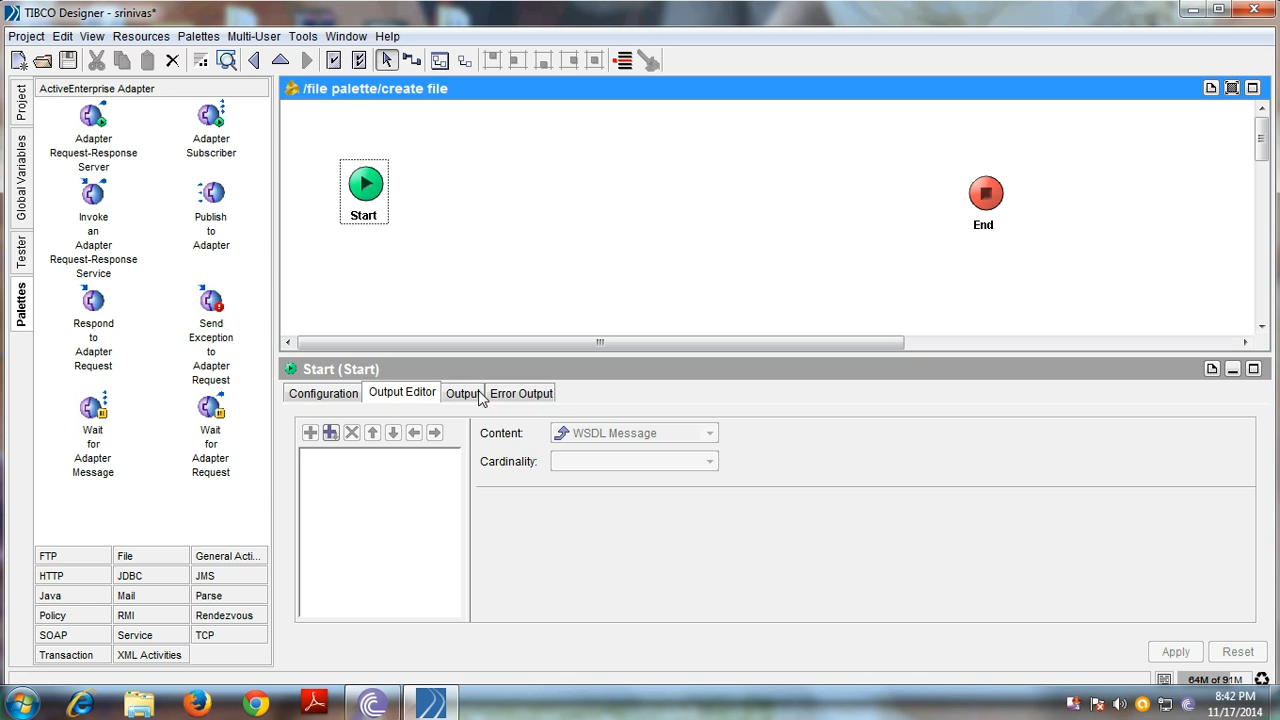 TIBCO Designer - srinivas*
Project Edit View Resources Palettes Multi-User Tools Window Help
Project
Global Variables
Tester
Palettes
ActiveEnterprise Adapter
Adapter
Request-Response
Server
Adapter
Subscriber
Invoke
an
Adapter
Request-Response
Service
Publish
to
Adapter
Respond
to
Adapter
Request
Send
Exception
to
Adapter
Request
Wait
for
Adapter
Message
Wait
for
Adapter
Request
FTP File General Acti...
HTTP JDBC JMS
Java Mail Parse
Policy RMI Rendezvous
SOAP Service TCP
Transaction XML Activities
/file palette/create file
Start
End
Start (Start)
Configuration Output Editor Output Error Output
Content: WSDL Message
Cardinality:
Apply Reset
64M of 91M
8:42 PM
11/17/2014